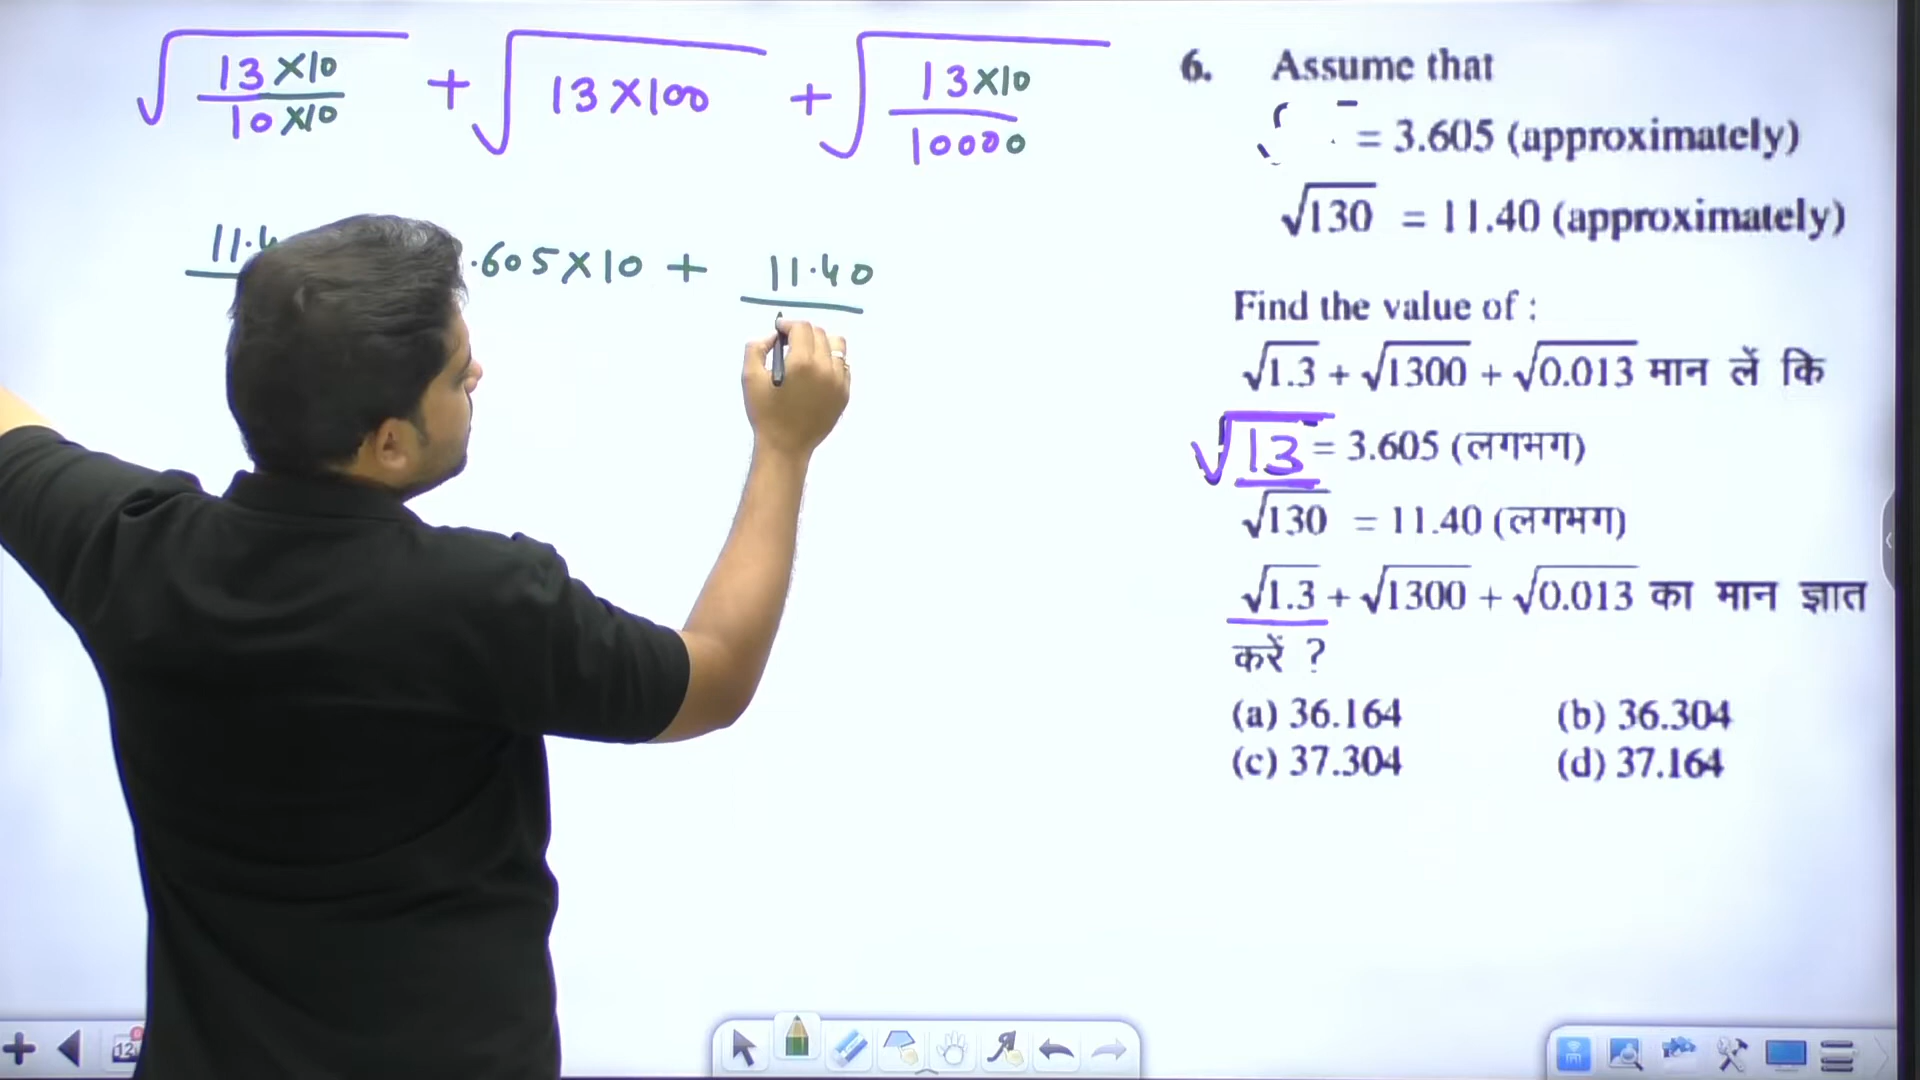 √(13×10/10×10) + √(13×100) + √(13×10/10000)
11.4 .605×10 + 11.40
6. Assume that
= 3.605 (approximately)
√130 = 11.40 (approximately)
Find the value of :
√1.3 + √1300 + √0.013 मान लें कि
√13 = 3.605 (लगभग)
√130 = 11.40 (लगभग)
√1.3 + √1300 + √0.013 का मान ज्ञात
करें ?
(a) 36.164 (b) 36.304
(c) 37.304 (d) 37.164
12